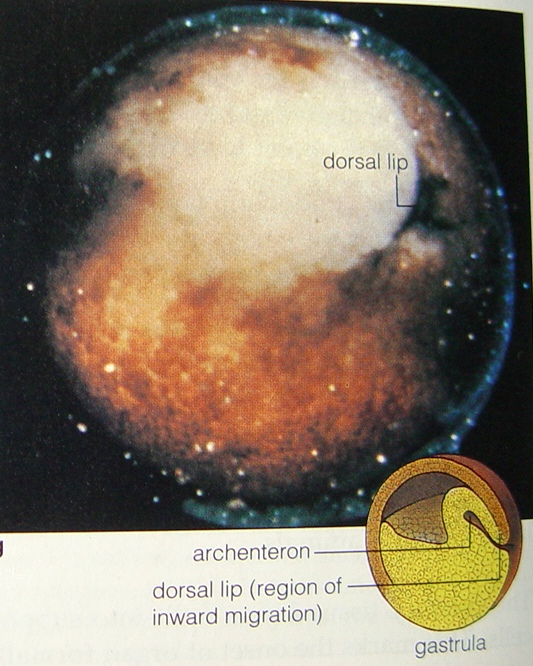 dorsal lip
archenteron
dorsal lip (region of
inward migration)
gastrula